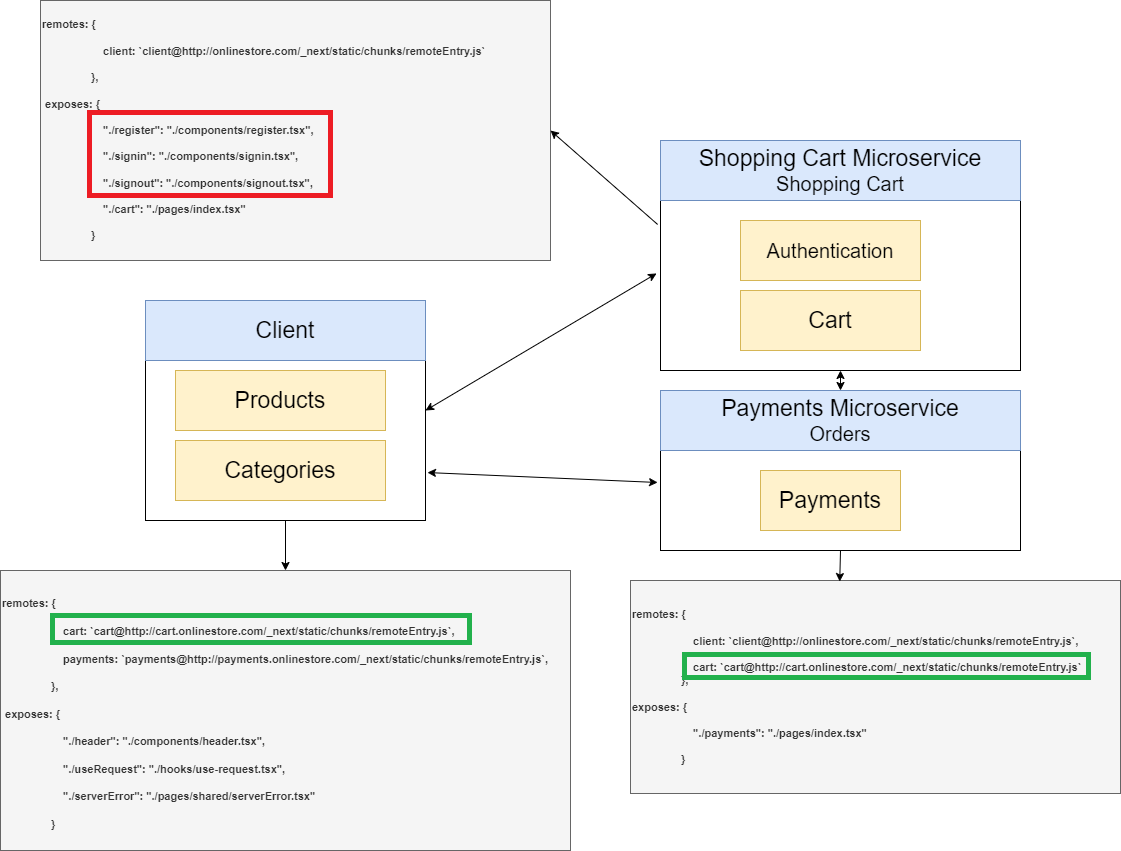 remotes: {
client: `client@http://onlinestore.com/_next/static/chunks/remoteEntry.js`
},
exposes: {
"./register": "./components/register.tsx",
"./signin": "./components/signin.tsx",
"./signout": "./components/signout.tsx",
"./cart": "./pages/index.tsx"
}
Shopping Cart Microservice
Shopping Cart
Authentication
Cart
Client
Products
Categories
Payments Microservice
Orders
Payments
remotes: {
cart: `cart@http://cart.onlinestore.com/_next/static/chunks/remoteEntry.js`,
payments: `payments@http://payments.onlinestore.com/_next/static/chunks/remoteEntry.js`,
},
exposes: {
"./header": "./components/header.tsx",
"./useRequest": "./hooks/use-request.tsx",
"./serverError": "./pages/shared/serverError.tsx"
}
remotes: {
client: `client@http://onlinestore.com/_next/static/chunks/remoteEntry.js`,
cart: `cart@http://cart.onlinestore.com/_next/static/chunks/remoteEntry.js`
},
exposes: {
"./payments": "./pages/index.tsx"
}